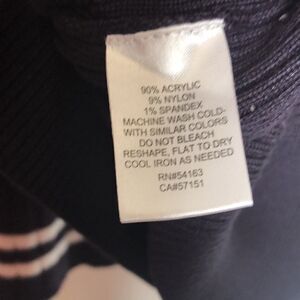 90% ACRYLIC
9% NYLON
1% SPANDEX
MACHINE WASH COLD-
WITH SIMILAR COLORS
DO NOT BLEACH
RESHAPE, FLAT TO DRY
COOL IRON AS NEEDED
RN#54163
CA#57151